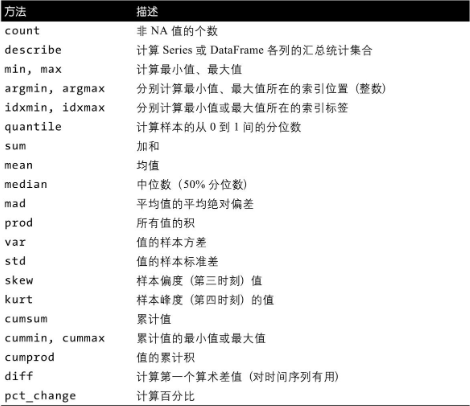 方法 描述
count 非 NA 值的个数
describe 计算 Series 或 DataFrame 各列的汇总统计集合
min, max 计算最小值、最大值
argmin, argmax 分别计算最小值、最大值所在的索引位置 (整数)
idxmin, idxmax 分别计算最小值或最大值所在的索引标签
quantile 计算样本的从 0 到 1 间的分位数
sum 加和
mean 均值
median 中位数 (50% 分位数)
mad 平均值的平均绝对偏差
prod 所有值的积
var 值的样本方差
std 值的样本标准差
skew 样本偏度 (第三时刻) 值
kurt 样本峰度 (第四时刻) 的值
cumsum 累计值
cummin, cummax 累计值的最小值或最大值
cumprod 值的累计积
diff 计算第一个算术差值 (对时间序列有用)
pct_change 计算百分比